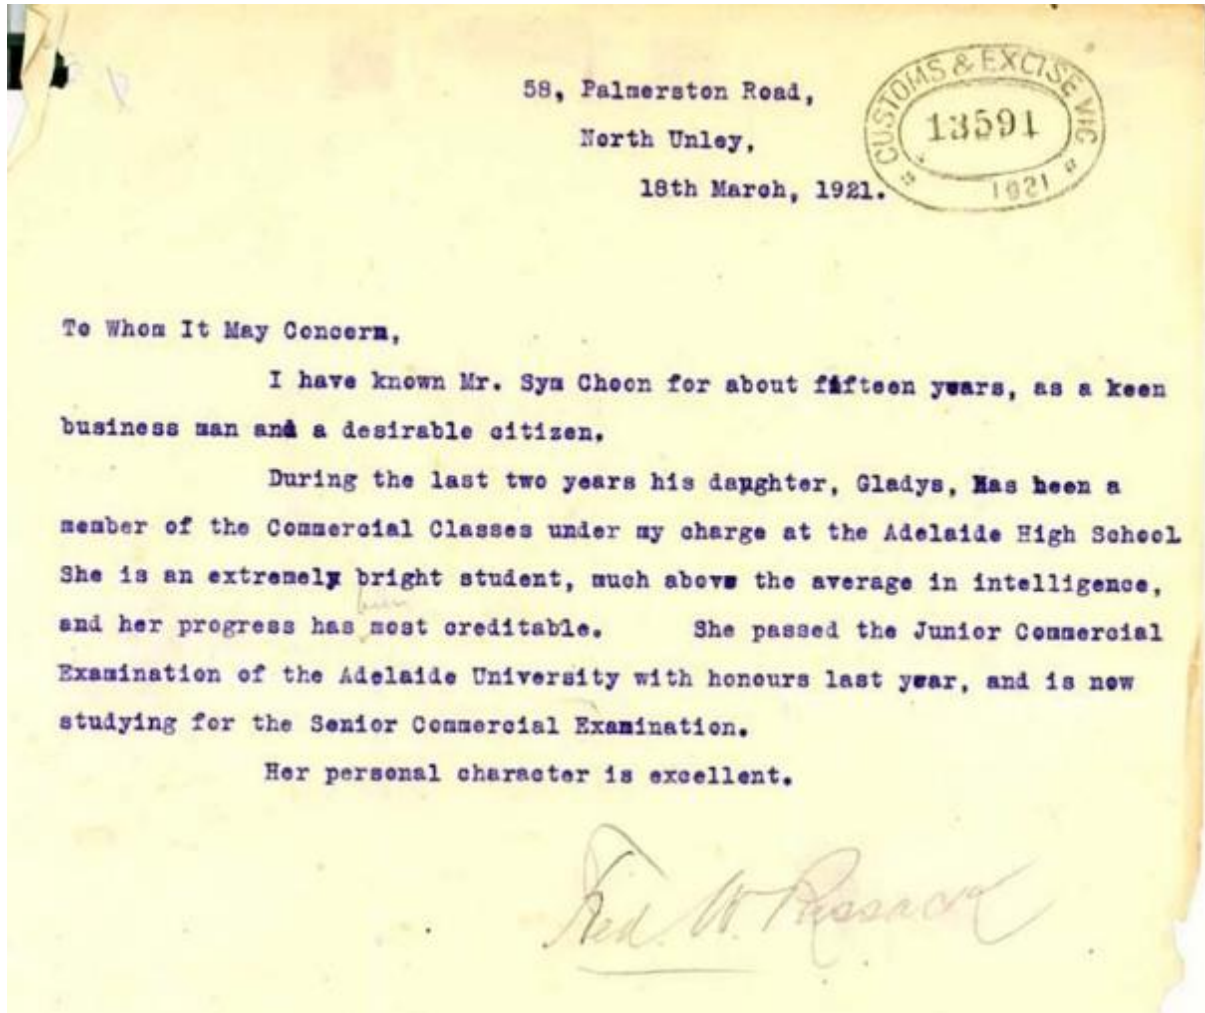 58, Palmerston Road,
North Unley,
18th March, 1921.
CUSTOMS & EXCISE VIC
13591
1921
To Whom It May Concern,
I have known Mr. Sym Choon for about fifteen years, as a keen
business man and a desirable citizen.
During the last two years his daughter, Gladys, Has been a
member of the Commercial Classes under my charge at the Adelaide High School
She is an extremely bright student, much above the average in intelligence,
been
and her progress has most creditable. She passed the Junior Commercial
Examination of the Adelaide University with honours last year, and is now
studying for the Senior Commercial Examination.
Her personal character is excellent.
Fred. W. Russack